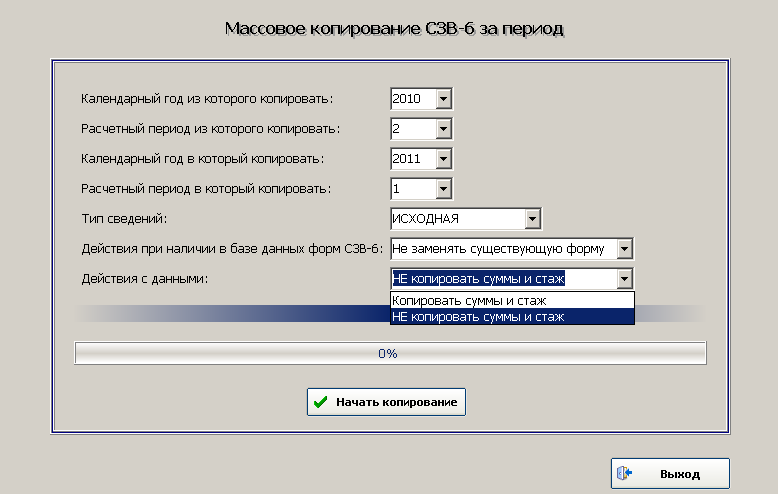 Массовое копирование СЗВ-6 за период
Календарный год из которого копировать: 2010
Расчетный период из которого копировать: 2
Календарный год в который копировать: 2011
Расчетный период в который копировать: 1
Тип сведений: ИСХОДНАЯ
Действия при наличии в базе данных форм СЗВ-6: Не заменять существующую форму
Действия с данными: НЕ копировать суммы и стаж
Копировать суммы и стаж
НЕ копировать суммы и стаж
0%
Начать копирование
Выход